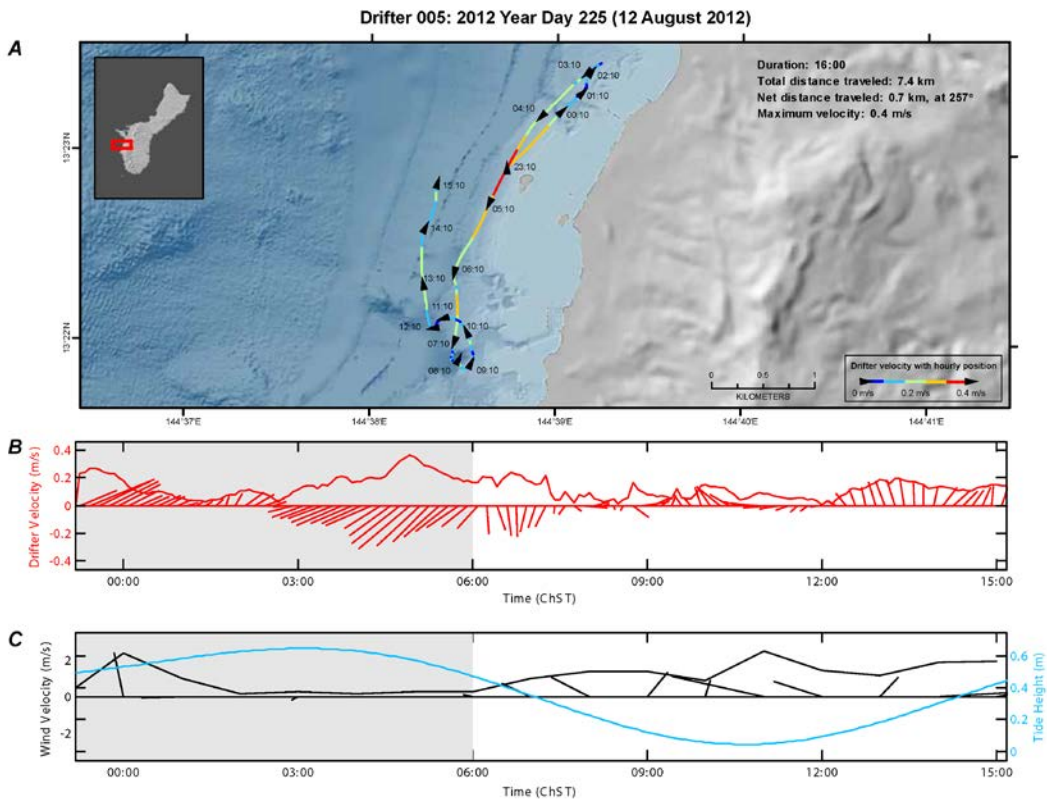 Drifter 005: 2012 Year Day 225 (12 August 2012)
A
Duration: 16:00
Total distance traveled: 7.4 km
Net distance traveled: 0.7 km, at 257°
Maximum velocity: 0.4 m/s
03:10
02:10
01:10
04:10
00:10
23:10
05:10
15:10
14:10
06:10
13:10
11:10
12:10
10:10
07:10
08:10
09:10
13°23'N
13°22'N
0 0.5 1
KILOMETERS
Drifter velocity with hourly position
0 m/s 0.2 m/s 0.4 m/s
144°37'E 144°38'E 144°39'E 144°40'E 144°41'E
B
Drifter Velocity (m/s)
0.4
0.2
0
-0.2
-0.4
00:00 03:00 06:00 09:00 12:00 15:00
Time (ChST)
C
Wind Velocity (m/s)
2
0
-2
Tide Height (m)
0.6
0.4
0.2
0
00:00 03:00 06:00 09:00 12:00 15:00
Time (ChST)